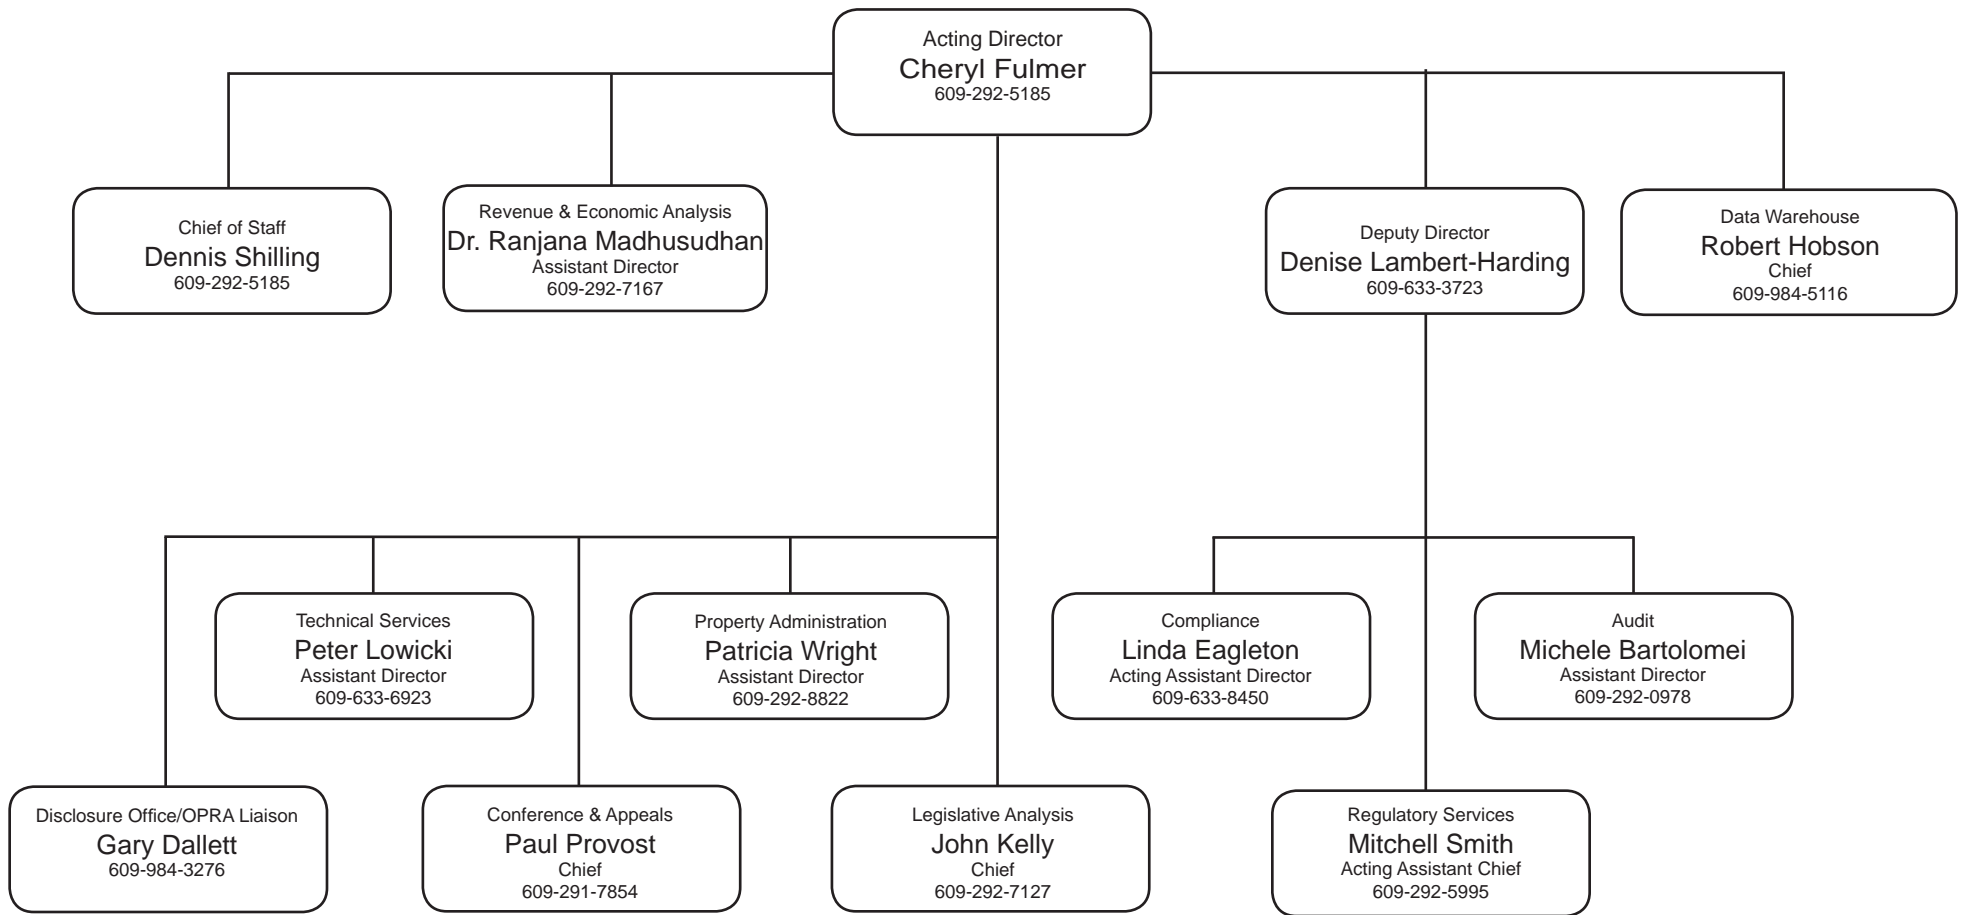 Acting Director
Cheryl Fulmer
609-292-5185
Chief of Staff
Dennis Shilling
609-292-5185
Revenue & Economic Analysis
Dr. Ranjana Madhusudhan
Assistant Director
609-292-7167
Deputy Director
Denise Lambert-Harding
609-633-3723
Data Warehouse
Robert Hobson
Chief
609-984-5116
Technical Services
Peter Lowicki
Assistant Director
609-633-6923
Property Administration
Patricia Wright
Assistant Director
609-292-8822
Compliance
Linda Eagleton
Acting Assistant Director
609-633-8450
Audit
Michele Bartolomei
Assistant Director
609-292-0978
Disclosure Office/OPRA Liaison
Gary Dallett
609-984-3276
Conference & Appeals
Paul Provost
Chief
609-291-7854
Legislative Analysis
John Kelly
Chief
609-292-7127
Regulatory Services
Mitchell Smith
Acting Assistant Chief
609-292-5995